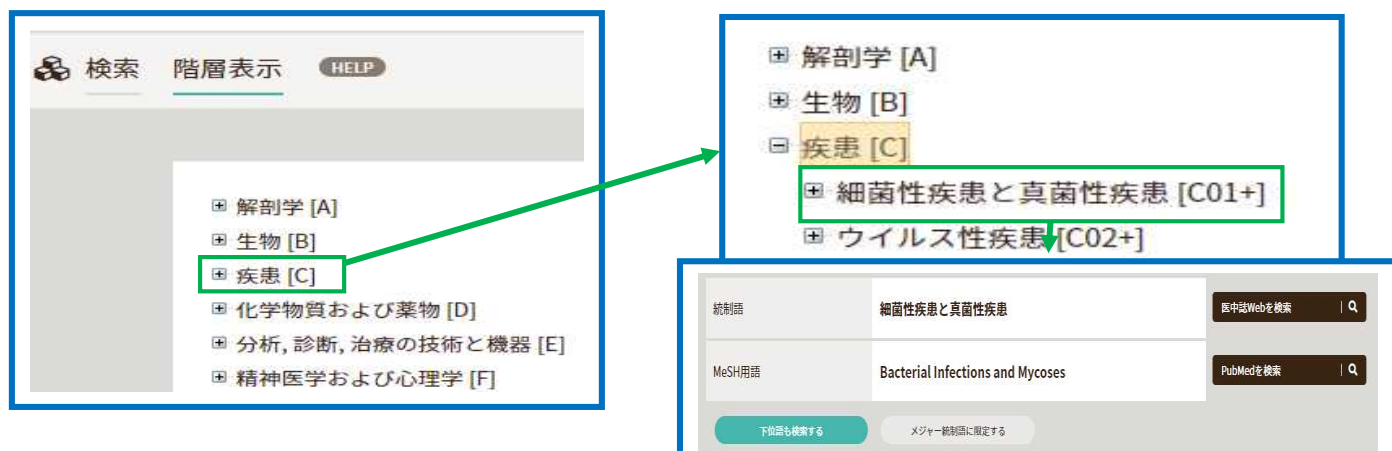 検索 階層表示 HELP
解剖学 [A]
生物 [B]
疾患 [C]
化学物質および薬物 [D]
分析, 診断, 治療の技術と機器 [E]
精神医学および心理学 [F]
解剖学 [A]
生物 [B]
疾患 [C]
細菌性疾患と真菌性疾患 [C01+]
ウイルス性疾患 [C02+]
統制語 細菌性疾患と真菌性疾患 医中誌Webを検索
MeSH用語 Bacterial Infections and Mycoses PubMedを検索
下位語も検索する メジャー統制語に限定する